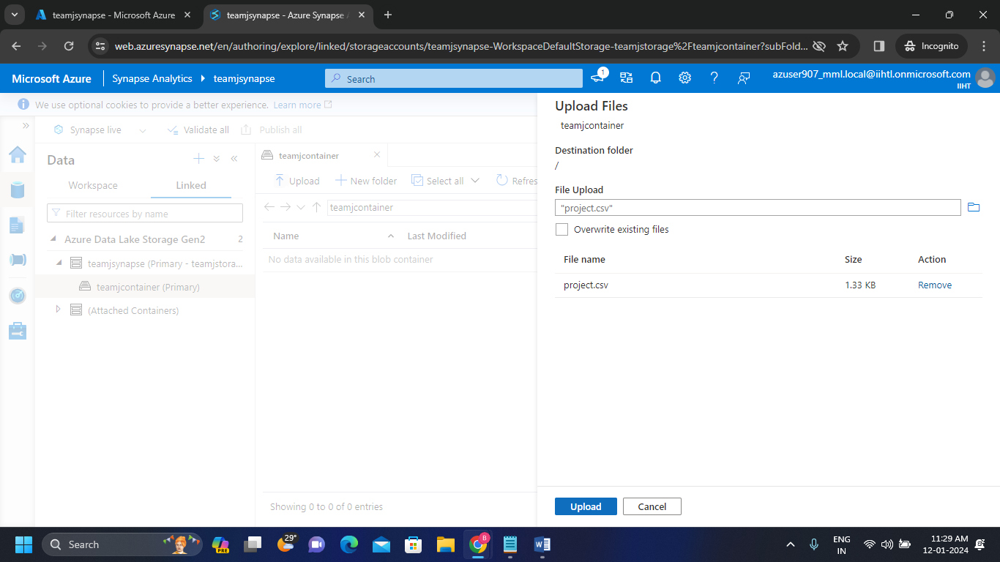 teamjsynapse - Microsoft Azure
teamjsynapse - Azure Synapse A
web.azuresynapse.net/en/authoring/explore/linked/storageaccounts/teamjsynapse-WorkspaceDefaultStorage-teamjstorage%2Fteamjcontainer?subFold...
Incognito
Microsoft Azure
Synapse Analytics
teamjsynapse
Search
1
azuser907_mml.local@iihtl.onmicrosoft.com
IIHT
We use optional cookies to provide a better experience. Learn more
Synapse live
Validate all
Publish all
Data
Workspace
Linked
Filter resources by name
Azure Data Lake Storage Gen2 2
teamjsynapse (Primary - teamjstora...
teamjcontainer (Primary)
(Attached Containers)
teamjcontainer
Upload
New folder
Select all
Refres
teamjcontainer
Name
Last Modified
No data available in this blob container
Showing 0 to 0 of 0 entries
Upload Files
teamjcontainer
Destination folder
/
File Upload
"project.csv"
Overwrite existing files
File name Size Action
project.csv 1.33 KB Remove
Upload
Cancel
Search
PRE
29°
8
ENG
IN
11:29 AM
12-01-2024